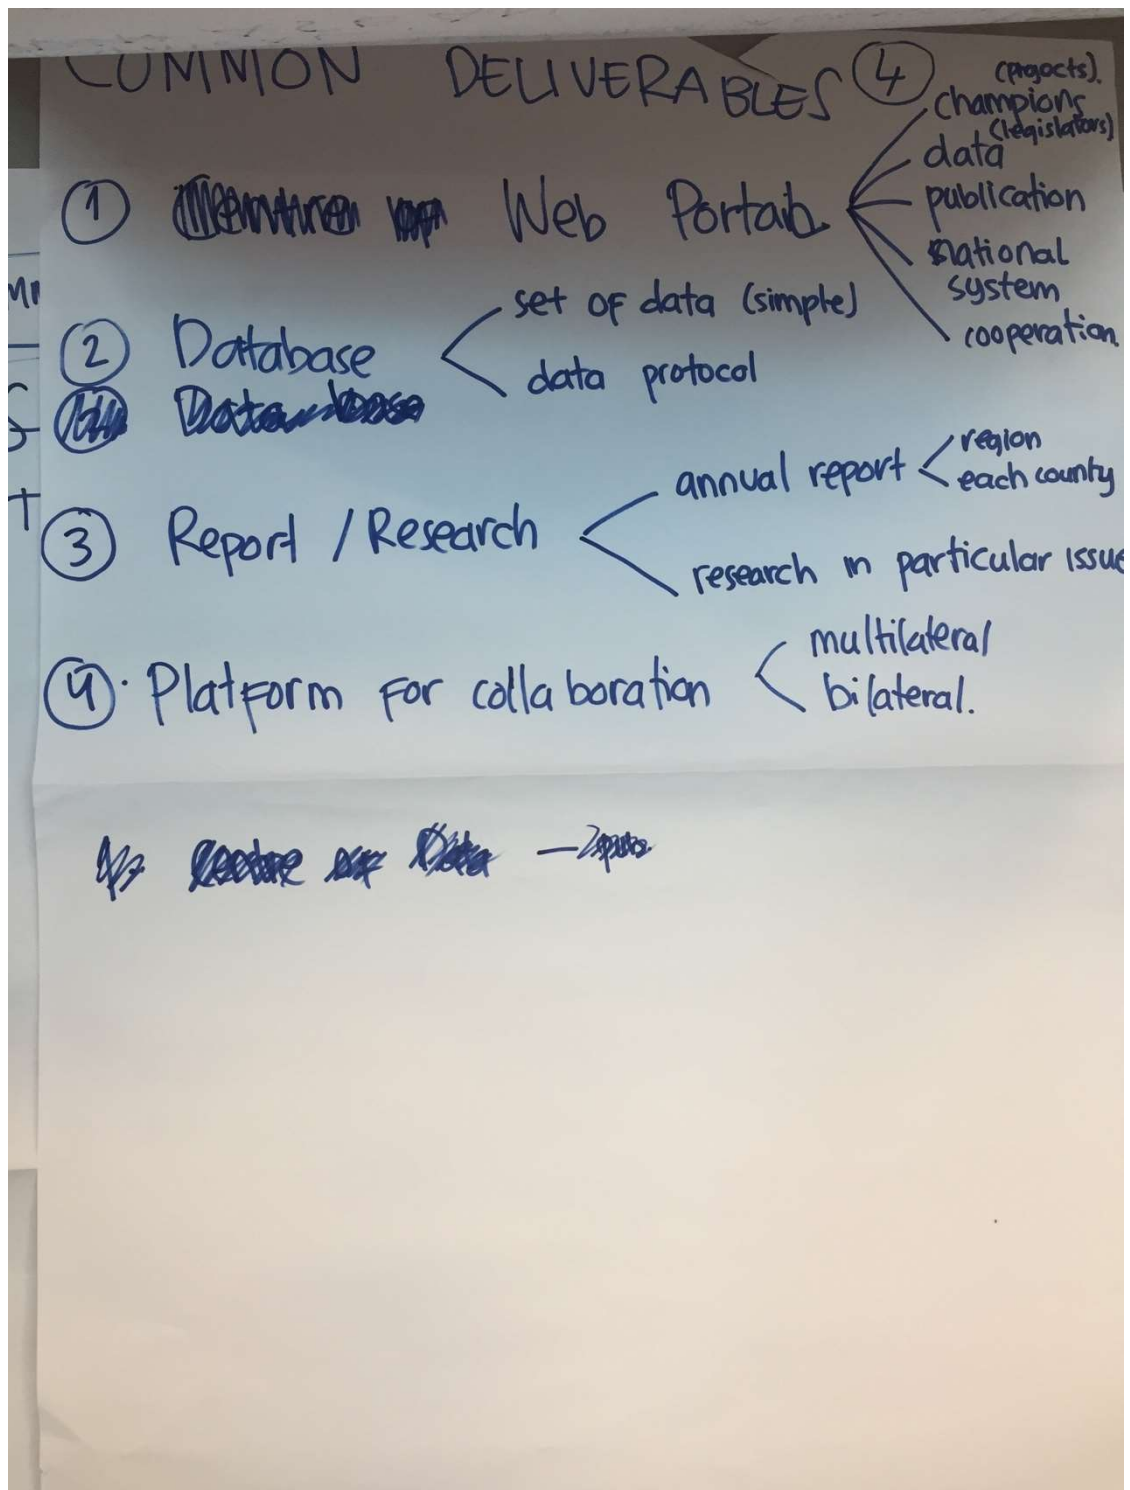 COMMON DELIVERABLES ④
① Web Portal
(projects).
champions
(legislators)
data
publication
national
system
cooperation
② Database
set of data (simple)
data protocol
③ Report / Research
annual report
region
each county
research in particular issue
④. Platform for collaboration
multilateral
bilateral.